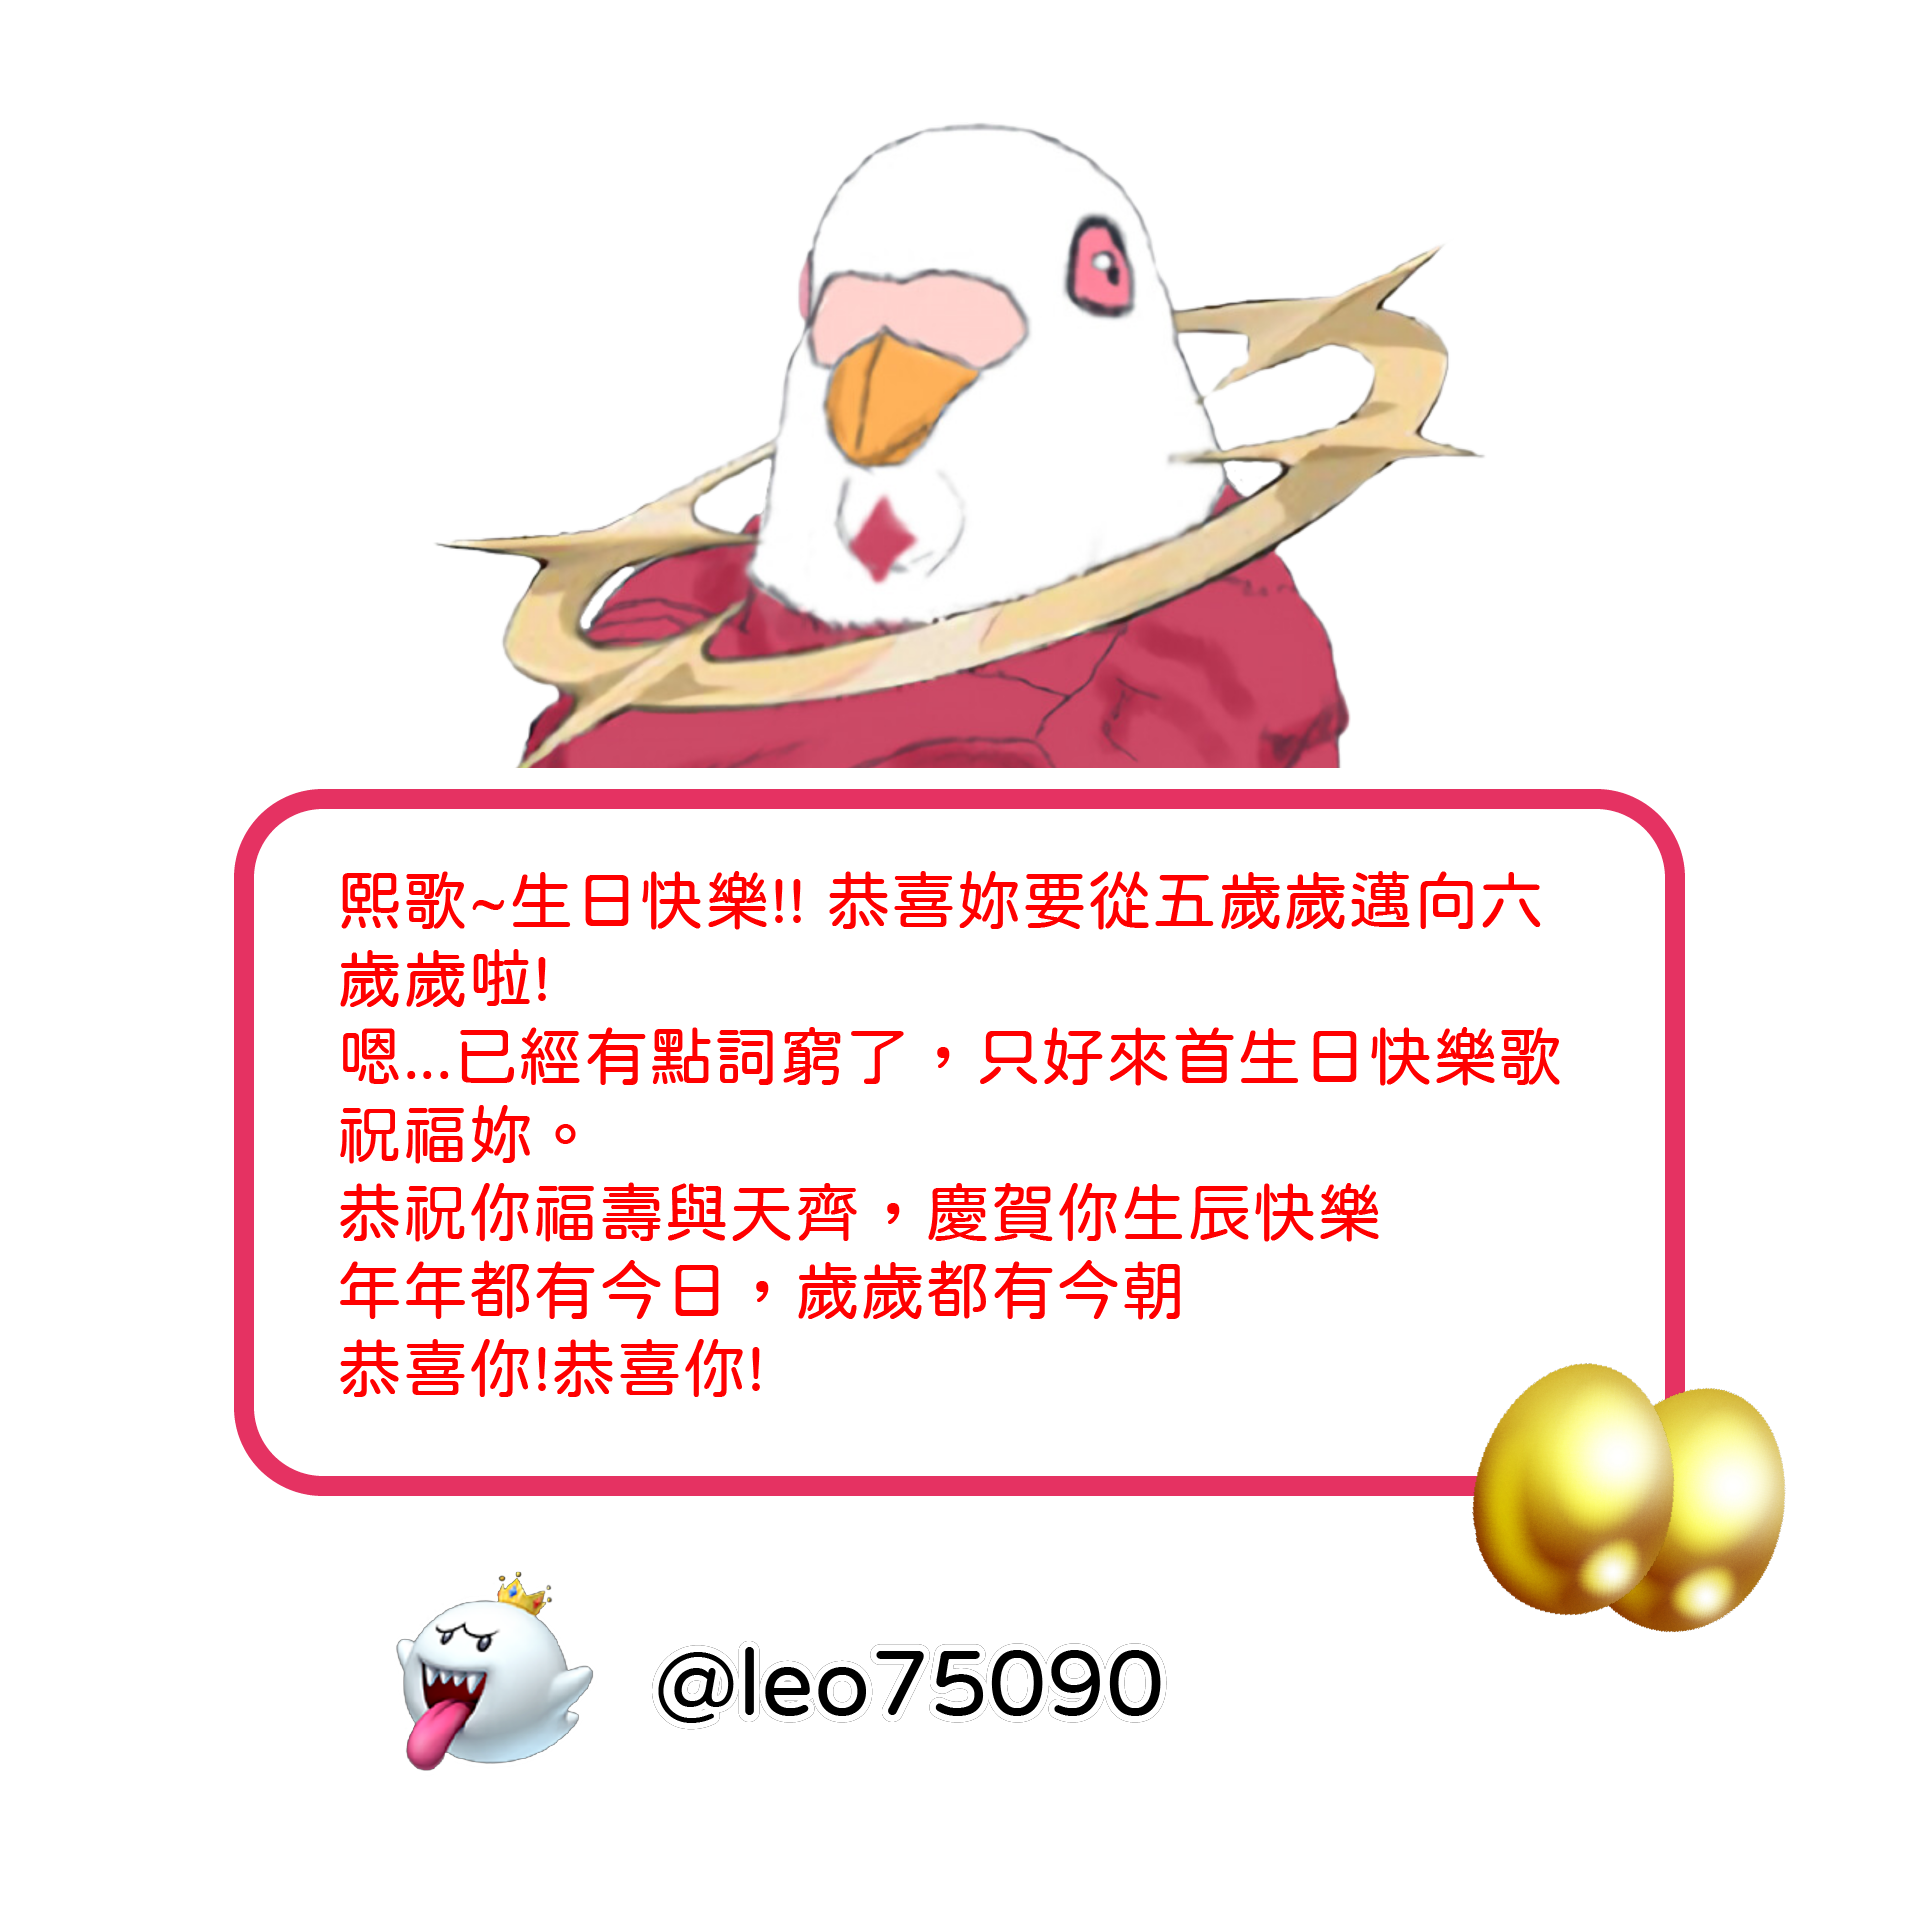 熙歌~生日快樂!! 恭喜妳要從五歲歲邁向六
歲歲啦!
嗯...已經有點詞窮了，只好來首生日快樂歌
祝福妳。
恭祝你福壽與天齊，慶賀你生辰快樂
年年都有今日，歲歲都有今朝
恭喜你!恭喜你!
@leo75090